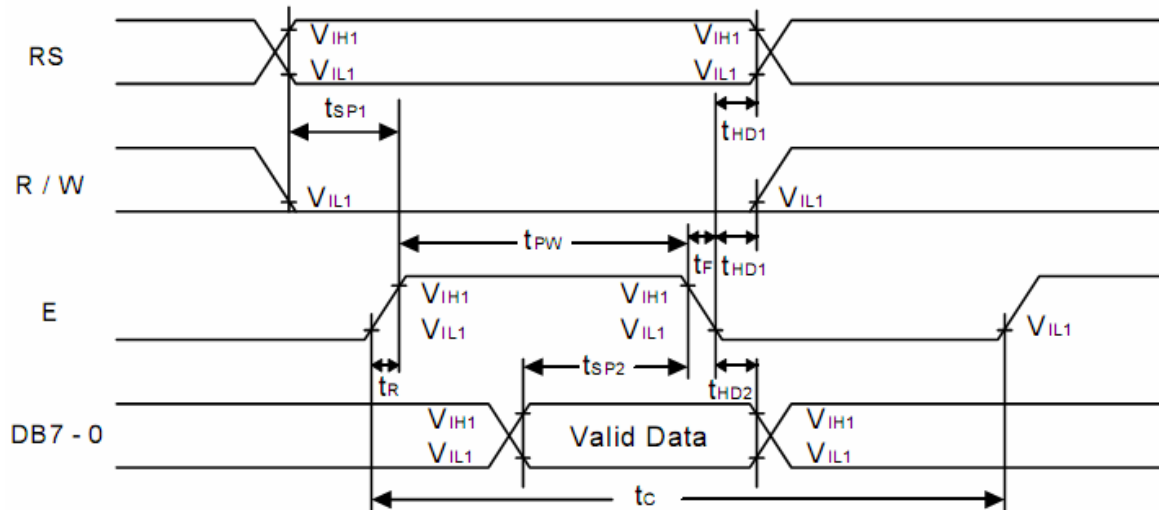 RS
VIH1
VIH1
VIL1
VIL1
tSP1
tHD1
R / W
VIL1
VIL1
tPW
tF
tHD1
E
VIH1
VIH1
VIL1
VIL1
VIL1
tR
tSP2
tHD2
DB7 - 0
VIH1
Valid Data
VIH1
VIL1
VIL1
tC